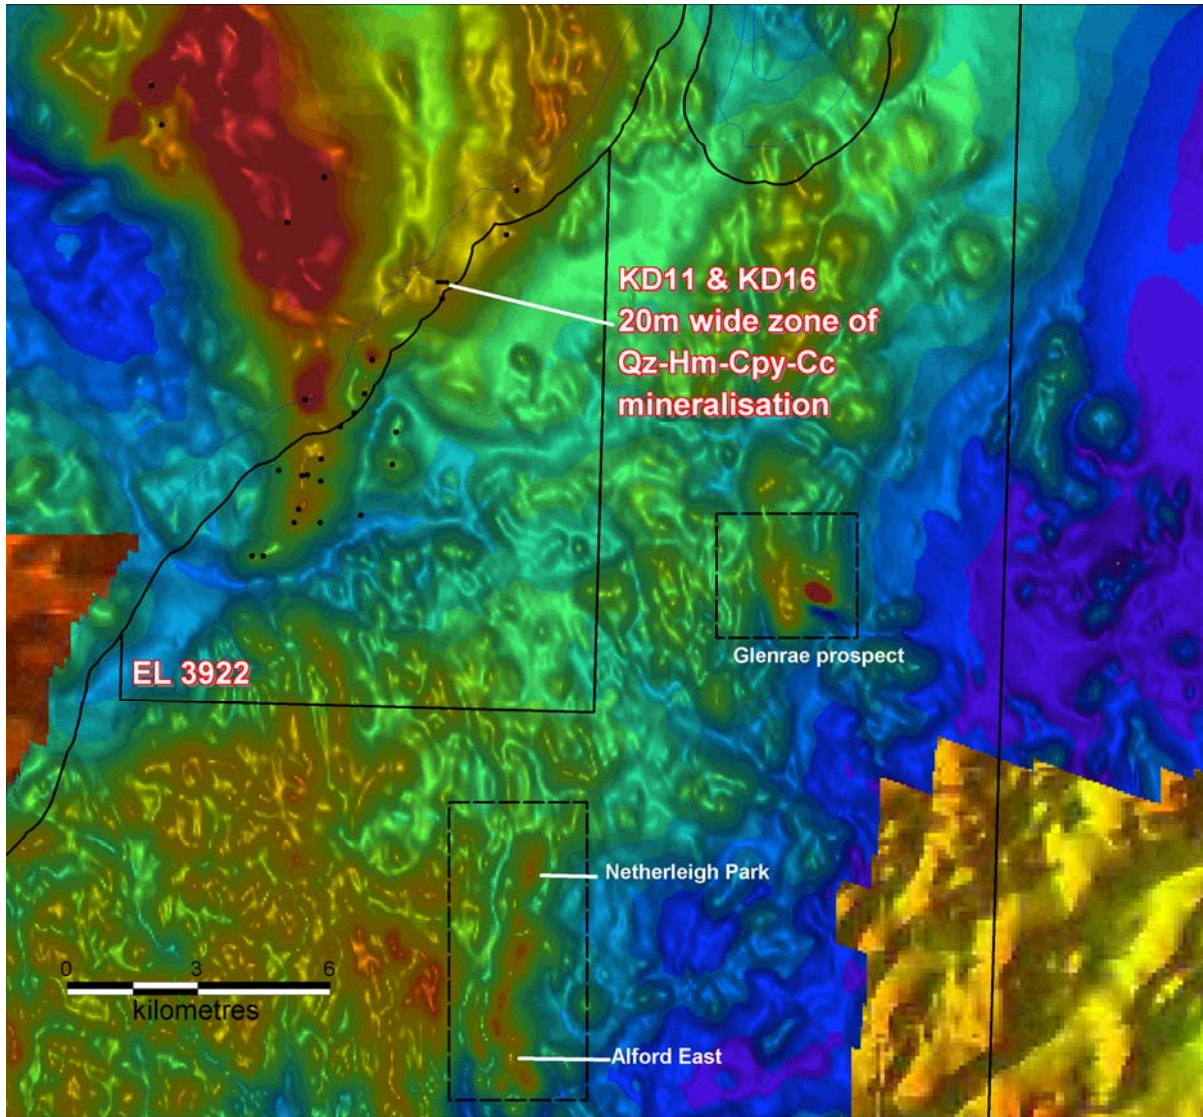 KD11 & KD16
20m wide zone of
Qz-Hm-Cpy-Cc
mineralisation
Glenrae prospect
EL 3922
Netherleigh Park
0 3 6
kilometres
Alford East